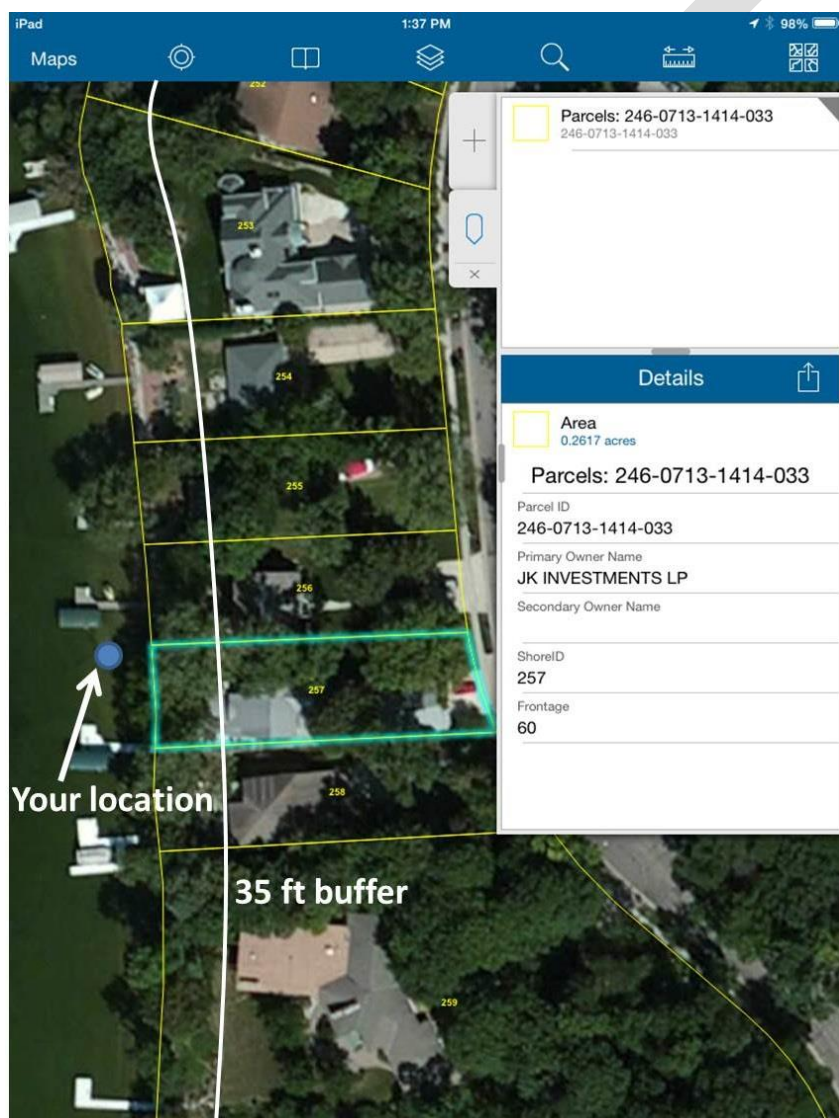 iPad
1:37 PM
98%
Maps
252
253
254
255
256
257
258
259
Your location
35 ft buffer
Parcels: 246-0713-1414-033
246-0713-1414-033
Details
Area
0.2617 acres
Parcels: 246-0713-1414-033
Parcel ID
246-0713-1414-033
Primary Owner Name
JK INVESTMENTS LP
Secondary Owner Name
ShoreID
257
Frontage
60